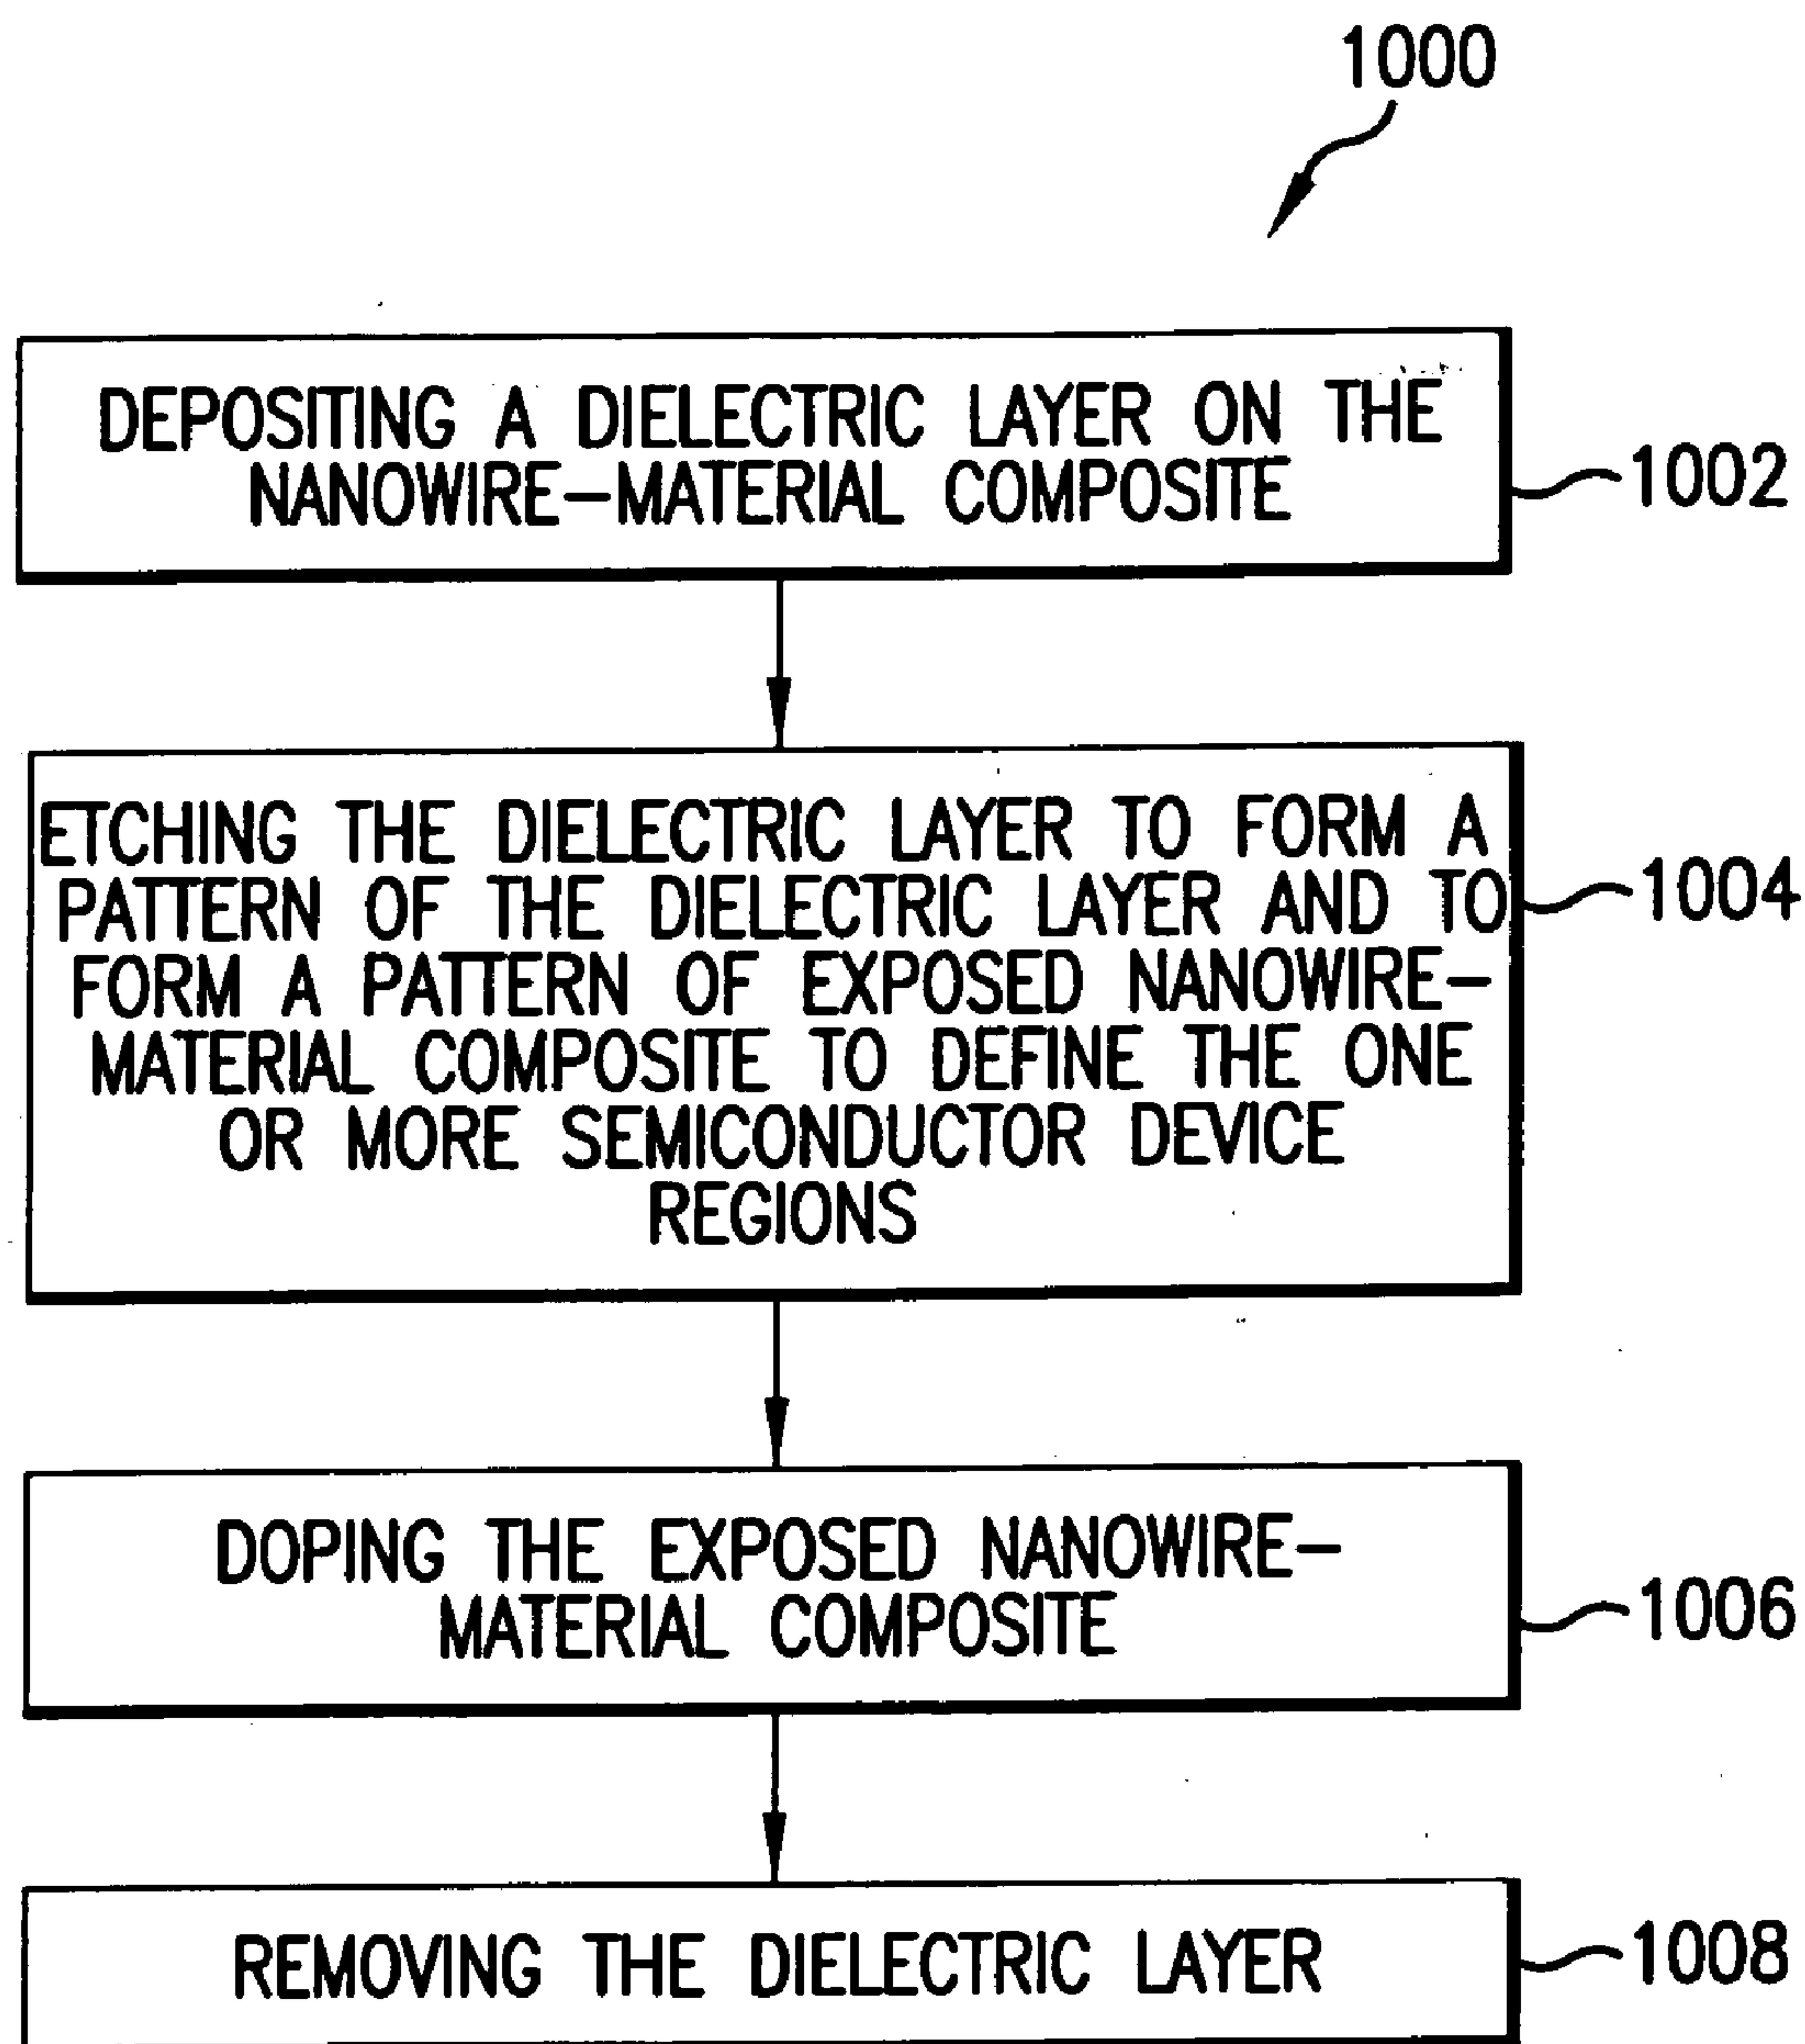 1000
DEPOSITING A DIELECTRIC LAYER ON THE
NANOWIRE-MATERIAL COMPOSITE
1002
ETCHING THE DIELECTRIC LAYER TO FORM A
PATTERN OF THE DIELECTRIC LAYER AND TO
FORM A PATTERN OF EXPOSED NANOWIRE-
MATERIAL COMPOSITE TO DEFINE THE ONE
OR MORE SEMICONDUCTOR DEVICE
REGIONS
1004
DOPING THE EXPOSED NANOWIRE-
MATERIAL COMPOSITE
1006
REMOVING THE DIELECTRIC LAYER
1008